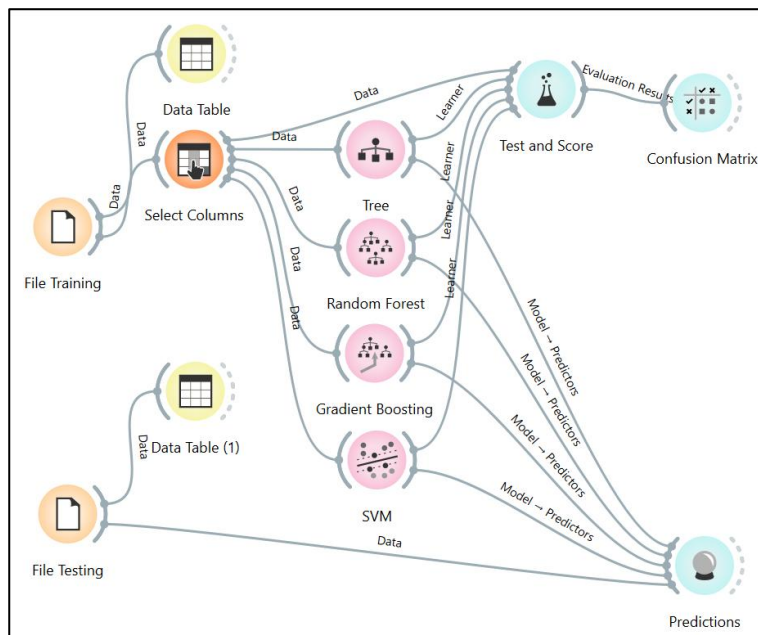 Data Table
Data
Data
Select Columns
File Training
Data
Data
Data
Data
Data
Tree
Random Forest
Gradient Boosting
SVM
Learner
Learner
Learner
Learner
Test and Score
Evaluation Results
Confusion Matrix
Data Table (1)
Data
File Testing
Data
Model → Predictors
Model → Predictors
Model → Predictors
Model → Predictors
Predictions